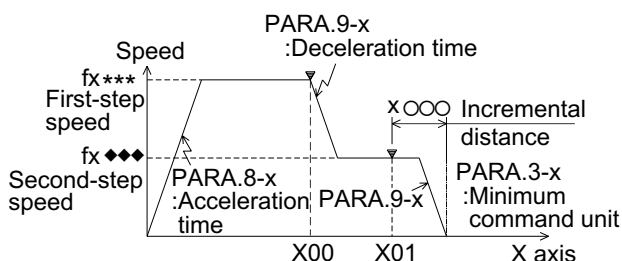 PARA.9-x
:Deceleration time
Speed
fx***
First-step
speed
x○○○ Incremental
distance
fx ◆◆◆
Second-step
speed
PARA.8-x
:Acceleration
time
PARA.9-x
PARA.3-x
:Minimum
command unit
X00
X01
X axis